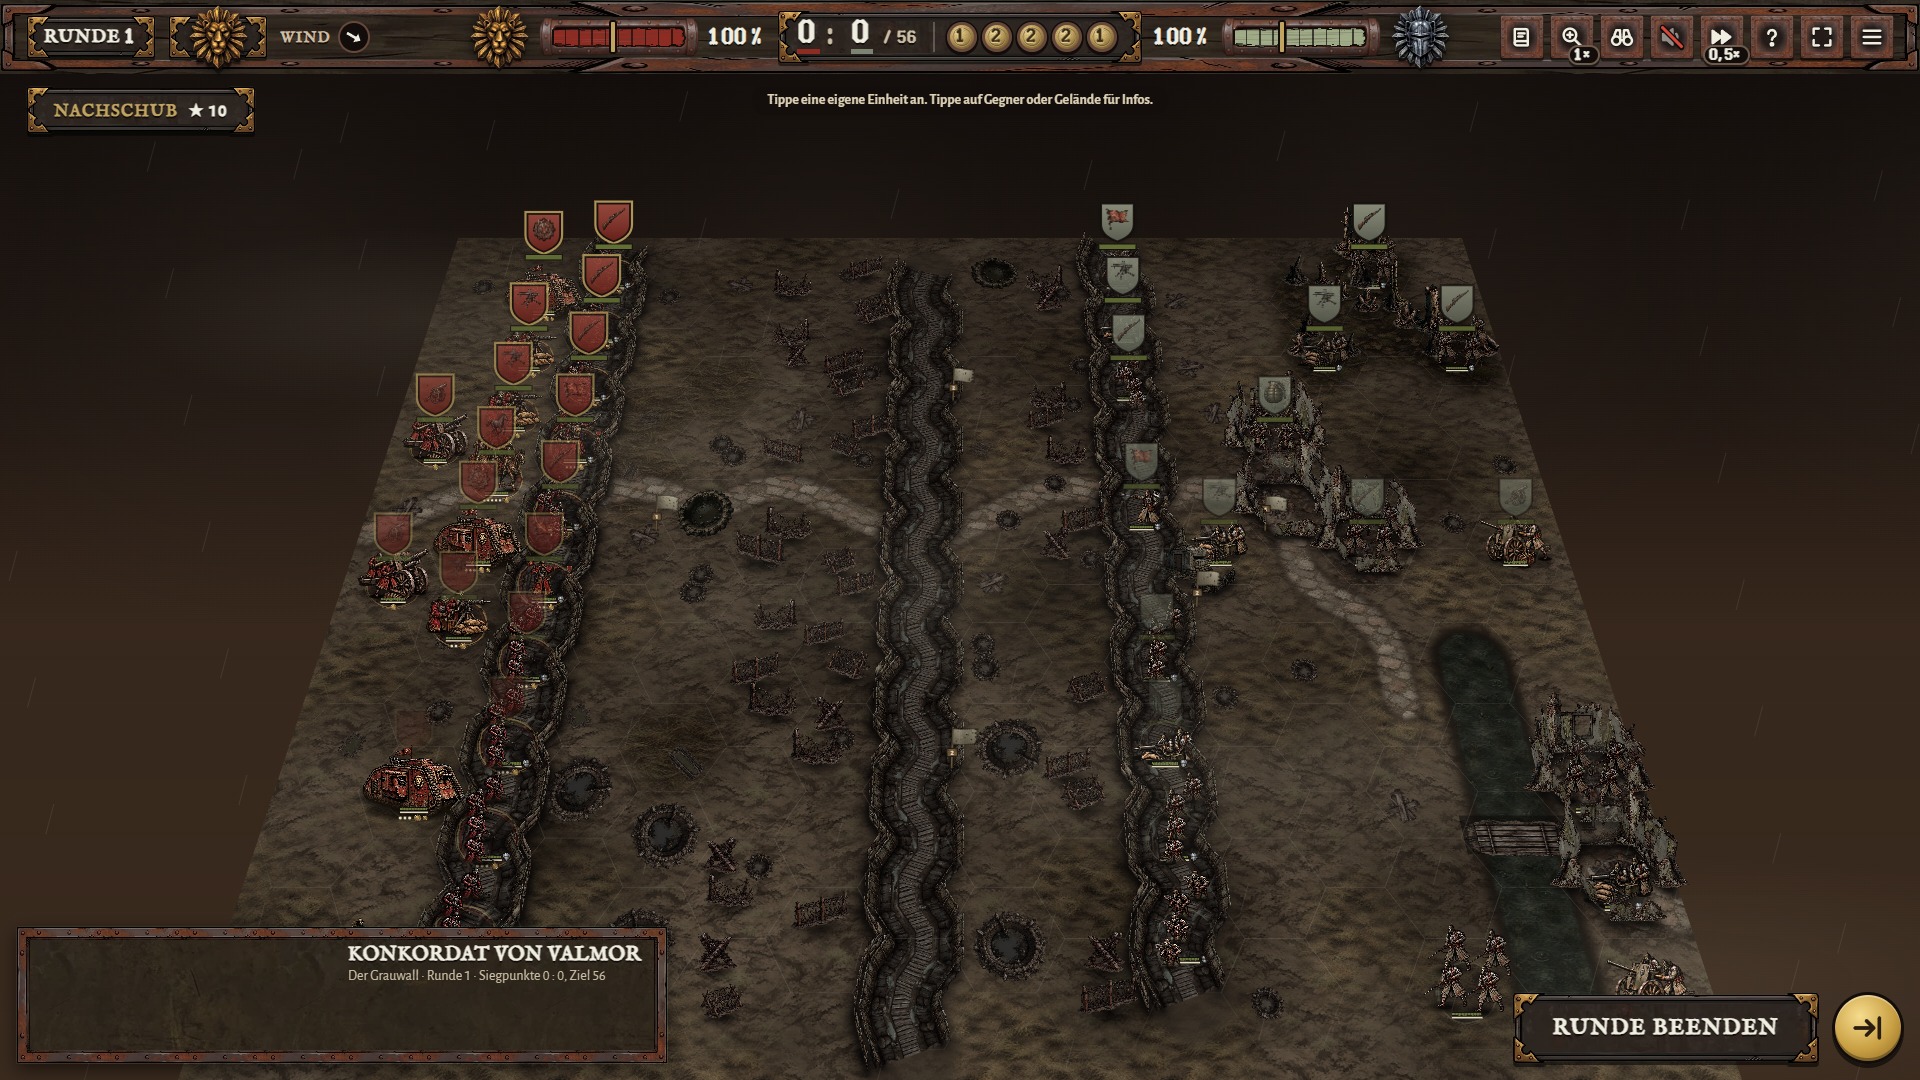 RUNDE 1
WIND
100%
0 : 0 / 56
1 2 2 2 1
100%
1×
0,5×
?
NACHSCHUB ★ 10
Tippe eine eigene Einheit an. Tippe auf Gegner oder Gelände für Infos.
KONKORDAT VON VALMOR
Der Grauwall · Runde 1 · Siegpunkte 0 : 0, Ziel 56
RUNDE BEENDEN